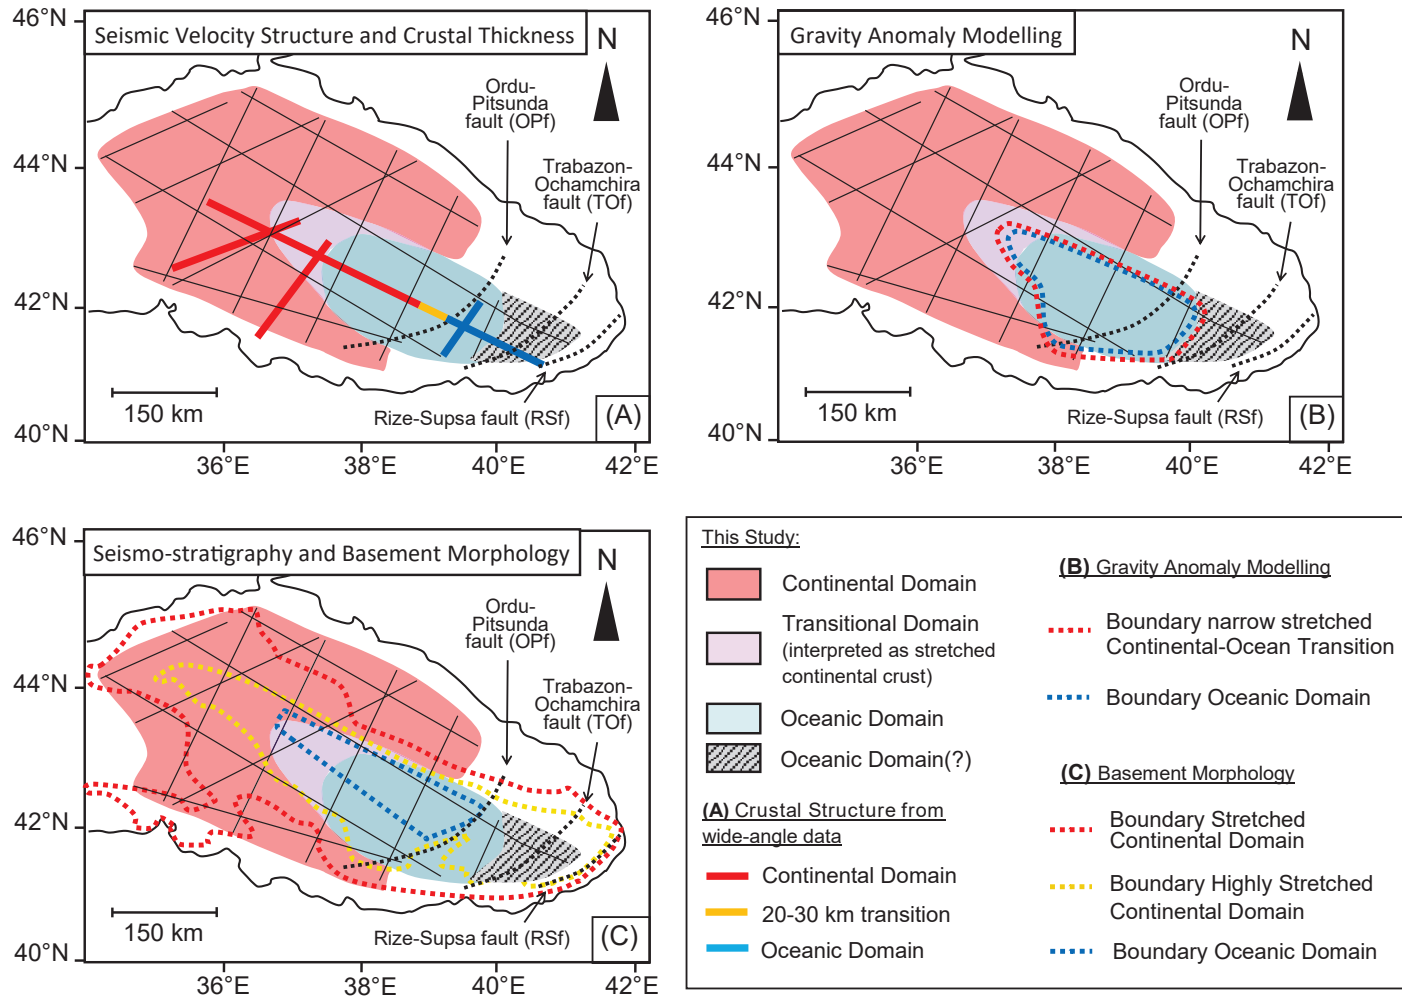 Seismic Velocity Structure and Crustal Thickness
N
46°N
44°N
42°N
40°N
Ordu-
Pitsunda
fault (OPf)
Trabazon-
Ochamchira
fault (TOf)
150 km
Rize-Supsa fault (RSf)
(A)
36°E
38°E
40°E
42°E
Gravity Anomaly Modelling
N
46°N
44°N
42°N
40°N
Ordu-
Pitsunda
fault (OPf)
Trabazon-
Ochamchira
fault (TOf)
150 km
Rize-Supsa fault (RSf)
(B)
36°E
38°E
40°E
42°E
Seismo-stratigraphy and Basement Morphology
N
46°N
44°N
42°N
40°N
Ordu-
Pitsunda
fault (OPf)
Trabazon-
Ochamchira
fault (TOf)
150 km
Rize-Supsa fault (RSf)
(C)
36°E
38°E
40°E
42°E
This Study:
Continental Domain
Transitional Domain
(interpreted as stretched
continental crust)
Oceanic Domain
Oceanic Domain(?)
(A) Crustal Structure from
wide-angle data
Continental Domain
20-30 km transition
Oceanic Domain
(B) Gravity Anomaly Modelling
Boundary narrow stretched
Continental-Ocean Transition
Boundary Oceanic Domain
(C) Basement Morphology
Boundary Stretched
Continental Domain
Boundary Highly Stretched
Continental Domain
Boundary Oceanic Domain